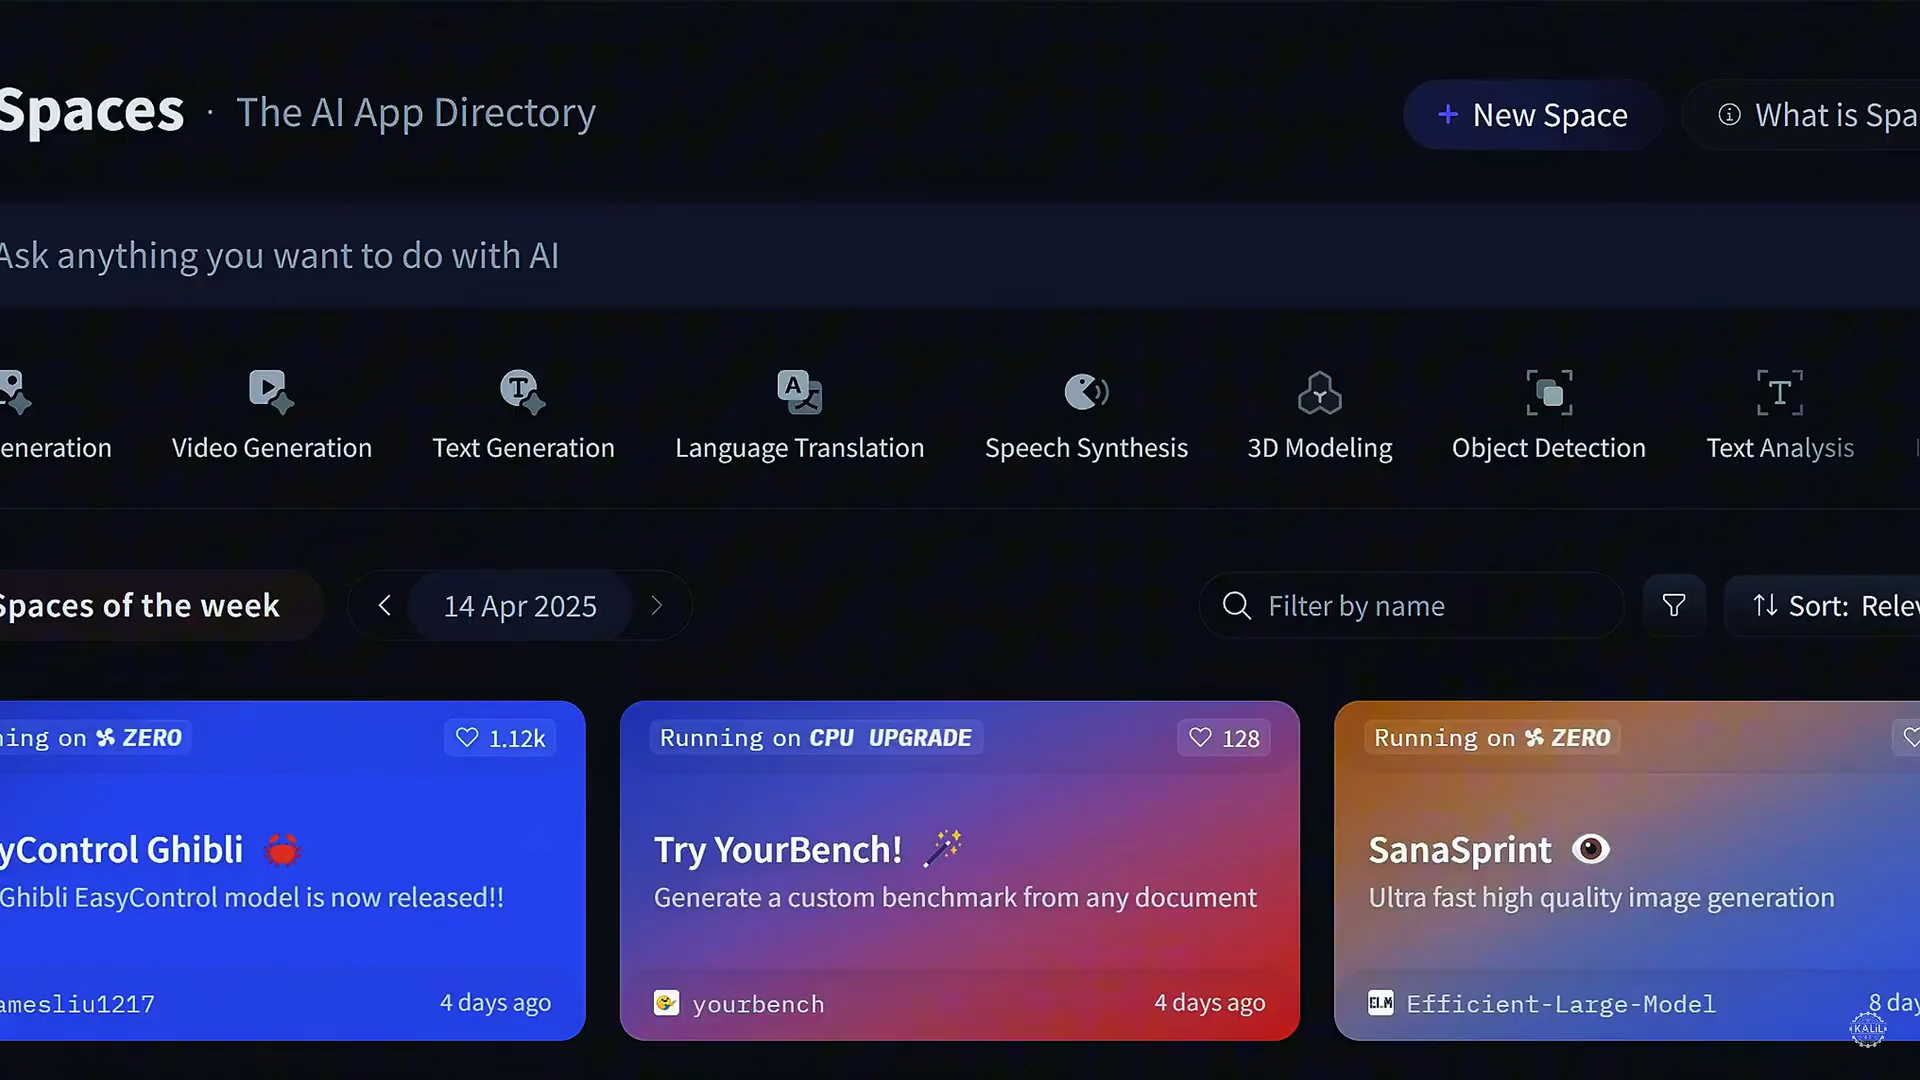 Spaces · The AI App Directory
+ New Space
What is Spa
Ask anything you want to do with AI
eneration
Video Generation
Text Generation
Language Translation
Speech Synthesis
3D Modeling
Object Detection
Text Analysis
Spaces of the week
14 Apr 2025
Filter by name
Sort: Relev
ning on ZERO
1.12k
yControl Ghibli
Ghibli EasyControl model is now released!!
amesliu1217
4 days ago
Running on CPU UPGRADE
128
Try YourBench!
Generate a custom benchmark from any document
yourbench
4 days ago
Running on ZERO
SanaSprint
Ultra fast high quality image generation
ELM
Efficient-Large-Model
8 day
KALiL